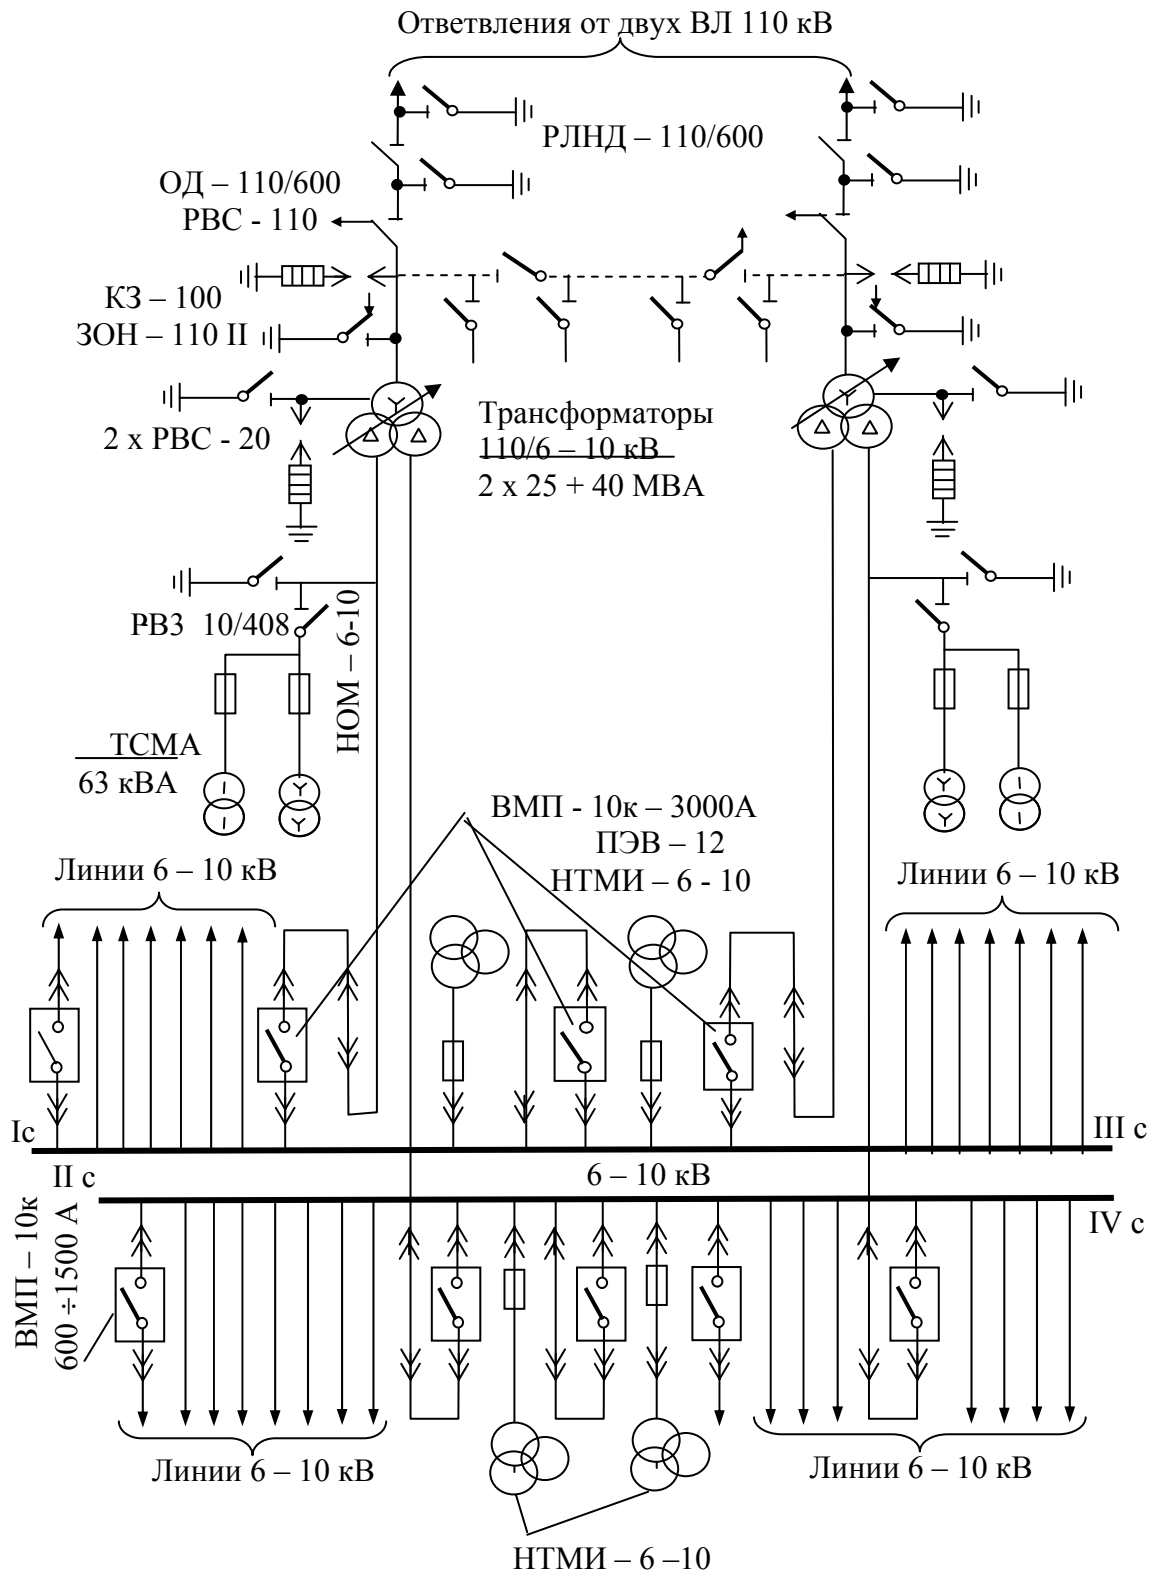 Ответвления от двух ВЛ 110 кВ
РЛНД – 110/600
ОД – 110/600
РВС - 110
КЗ – 100
ЗОН – 110 II
2 х РВС - 20
Трансформаторы
110/6 – 10 кВ
2 х 25 + 40 МВА
РВЗ 10/408
НОМ – 6-10
ТСМА
63 кВА
ВМП - 10к – 3000А
ПЭВ – 12
НТМИ – 6 - 10
Линии 6 – 10 кВ
Линии 6 – 10 кВ
Iс
III с
II с
6 – 10 кВ
IV с
ВМП – 10к
600 ÷1500 А
Линии 6 – 10 кВ
Линии 6 – 10 кВ
НТМИ – 6 –10